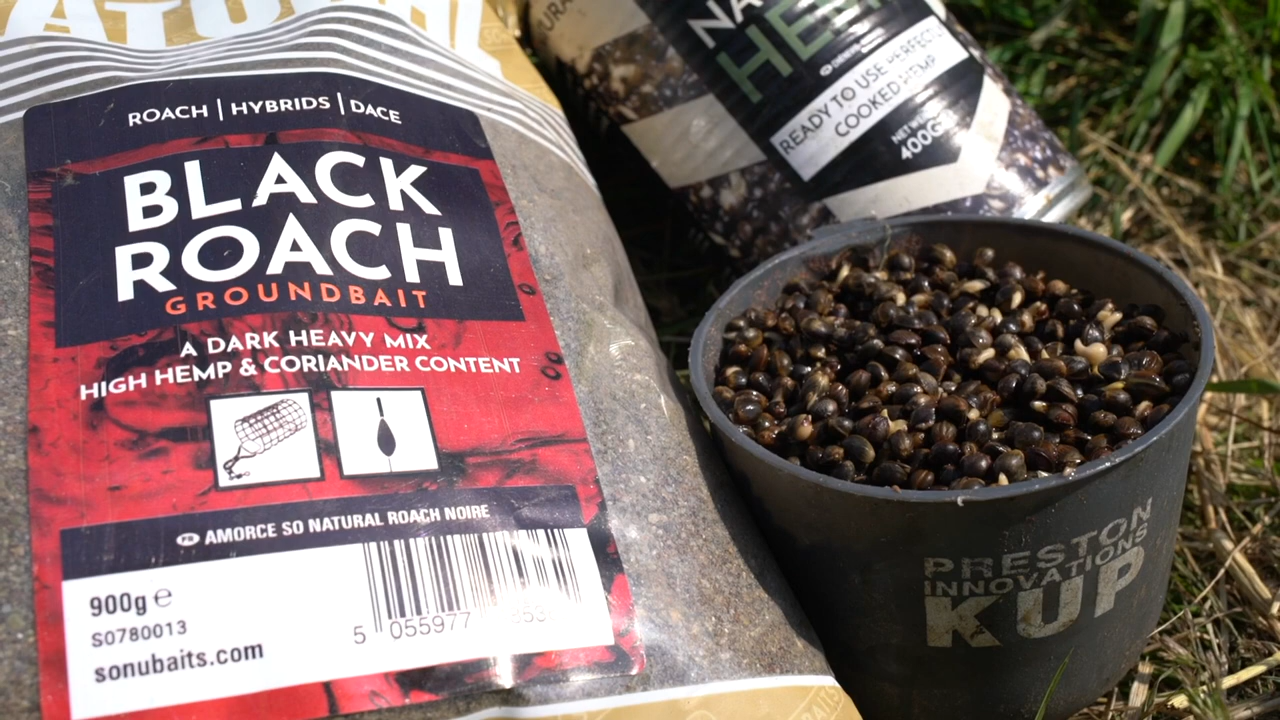 ROACH | HYBRIDS | DACE
BLACK
ROACH
GROUNDBAIT
A DARK HEAVY MIX
HIGH HEMP & CORIANDER CONTENT
FR AMORCE SO NATURAL ROACH NOIRE
900g e
S0780013
sonubaits.com
5 055977
READY TO USE PERFECTLY
COOKED HEMP
400G
PRESTON
INNOVATIONS
KUP